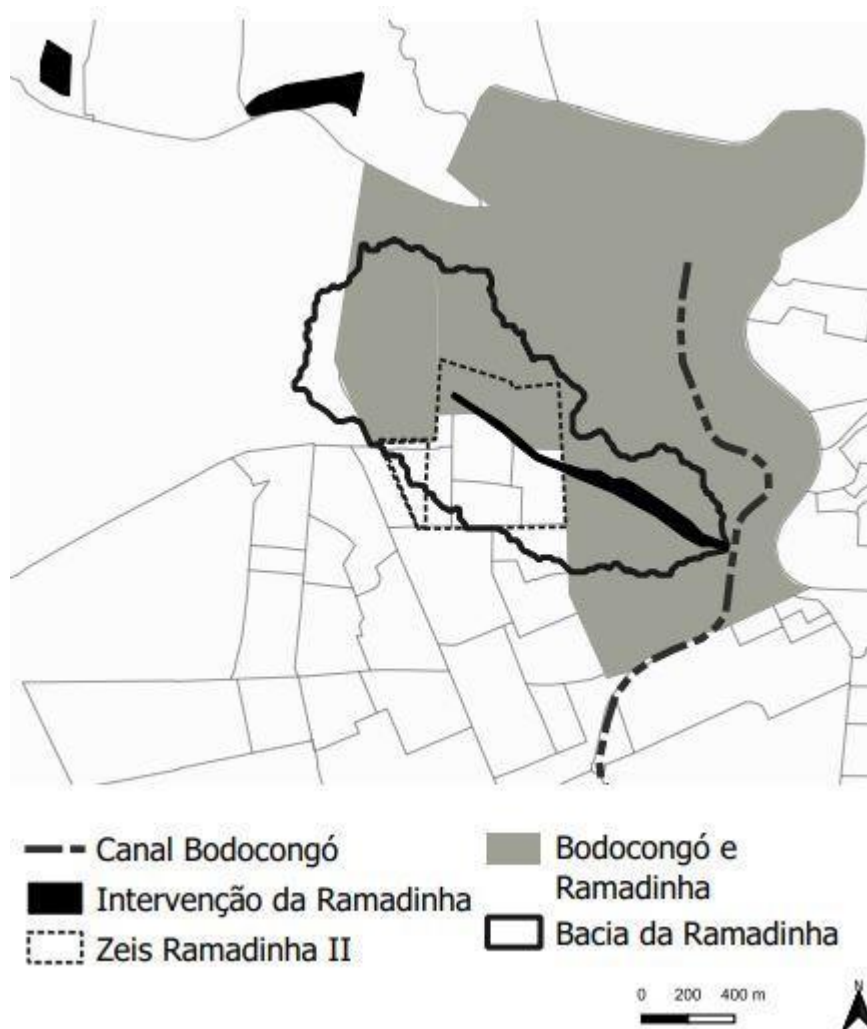 Canal Bodocongó
Intervenção da Ramadinha
Zeis Ramadinha II
Bodocongó e
Ramadinha
Bacia da Ramadinha
0 200 400 m
N